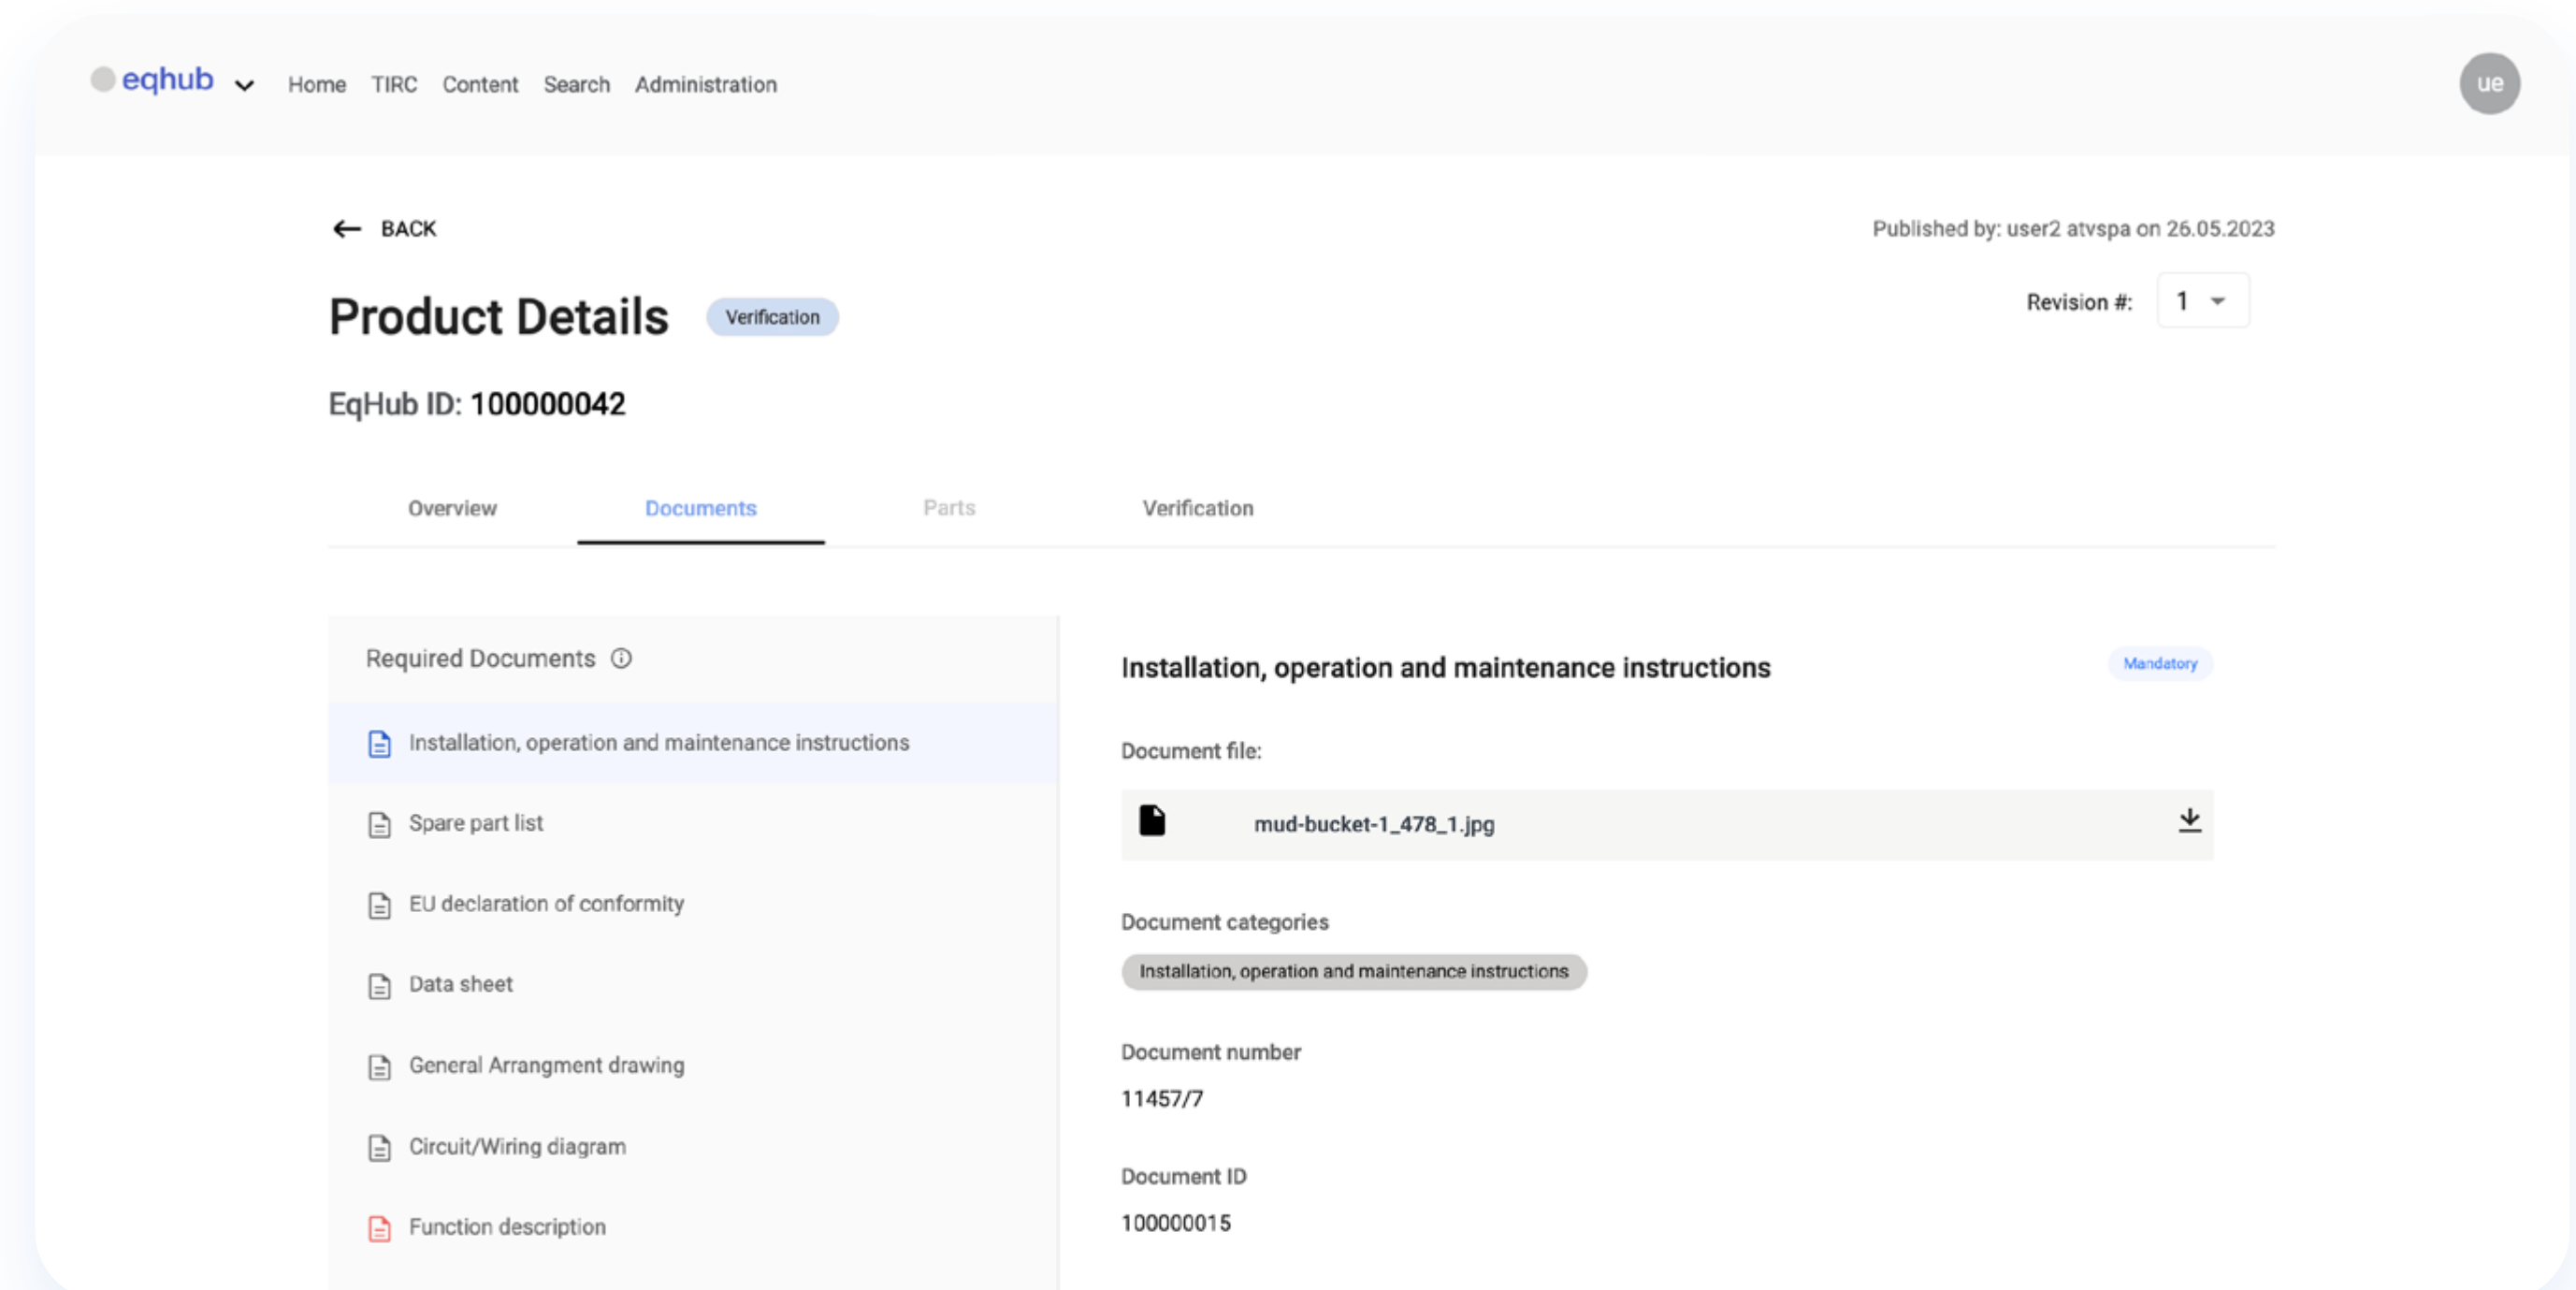 eqhub Home TIRC Content Search Administration ue
BACK
Published by: user2 atvspa on 26.05.2023
Product Details Verification
Revision #: 1
EqHub ID: 100000042
Overview Documents Parts Verification
Required Documents
Installation, operation and maintenance instructions
Spare part list
EU declaration of conformity
Data sheet
General Arrangment drawing
Circuit/Wiring diagram
Function description
Installation, operation and maintenance instructions Mandatory
Document file:
mud-bucket-1_478_1.jpg
Document categories
Installation, operation and maintenance instructions
Document number
11457/7
Document ID
100000015